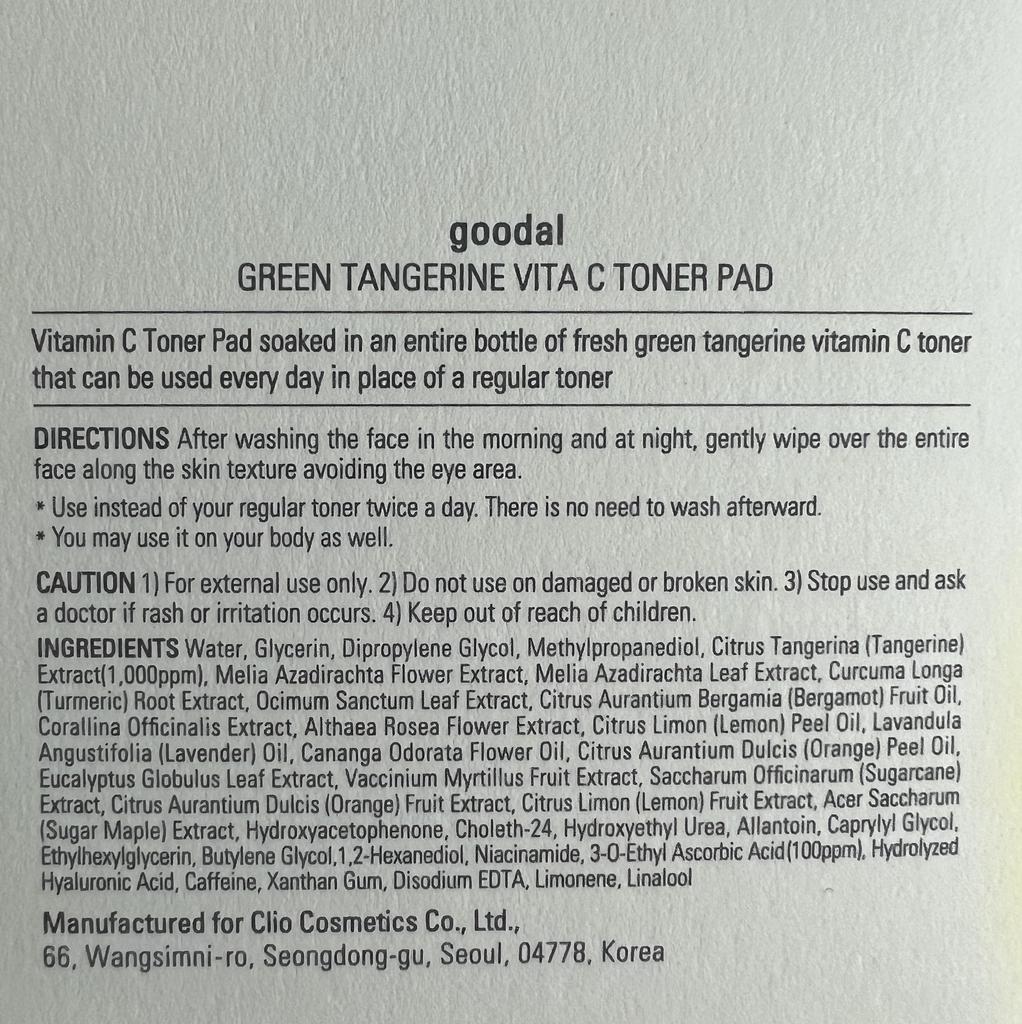 goodal
GREEN TANGERINE VITA C TONER PAD
Vitamin C Toner Pad soaked in an entire bottle of fresh green tangerine vitamin C toner
that can be used every day in place of a regular toner
DIRECTIONS After washing the face in the morning and at night, gently wipe over the entire
face along the skin texture avoiding the eye area.
* Use instead of your regular toner twice a day. There is no need to wash afterward.
* You may use it on your body as well.
CAUTION 1) For external use only. 2) Do not use on damaged or broken skin. 3) Stop use and ask
a doctor if rash or irritation occurs. 4) Keep out of reach of children.
INGREDIENTS Water, Glycerin, Dipropylene Glycol, Methylpropanediol, Citrus Tangerina (Tangerine)
Extract(1,000ppm), Melia Azadirachta Flower Extract, Melia Azadirachta Leaf Extract, Curcuma Longa
(Turmeric) Root Extract, Ocimum Sanctum Leaf Extract, Citrus Aurantium Bergamia (Bergamot) Fruit Oil,
Corallina Officinalis Extract, Althaea Rosea Flower Extract, Citrus Limon (Lemon) Peel Oil, Lavandula
Angustifolia (Lavender) Oil, Cananga Odorata Flower Oil, Citrus Aurantium Dulcis (Orange) Peel Oil,
Eucalyptus Globulus Leaf Extract, Vaccinium Myrtillus Fruit Extract, Saccharum Officinarum (Sugarcane)
Extract, Citrus Aurantium Dulcis (Orange) Fruit Extract, Citrus Limon (Lemon) Fruit Extract, Acer Saccharum
(Sugar Maple) Extract, Hydroxyacetophenone, Choleth-24, Hydroxyethyl Urea, Allantoin, Caprylyl Glycol,
Ethylhexylglycerin, Butylene Glycol,1,2-Hexanediol, Niacinamide, 3-O-Ethyl Ascorbic Acid(100ppm), Hydrolyzed
Hyaluronic Acid, Caffeine, Xanthan Gum, Disodium EDTA, Limonene, Linalool
Manufactured for Clio Cosmetics Co., Ltd.,
66, Wangsimni-ro, Seongdong-gu, Seoul, 04778, Korea